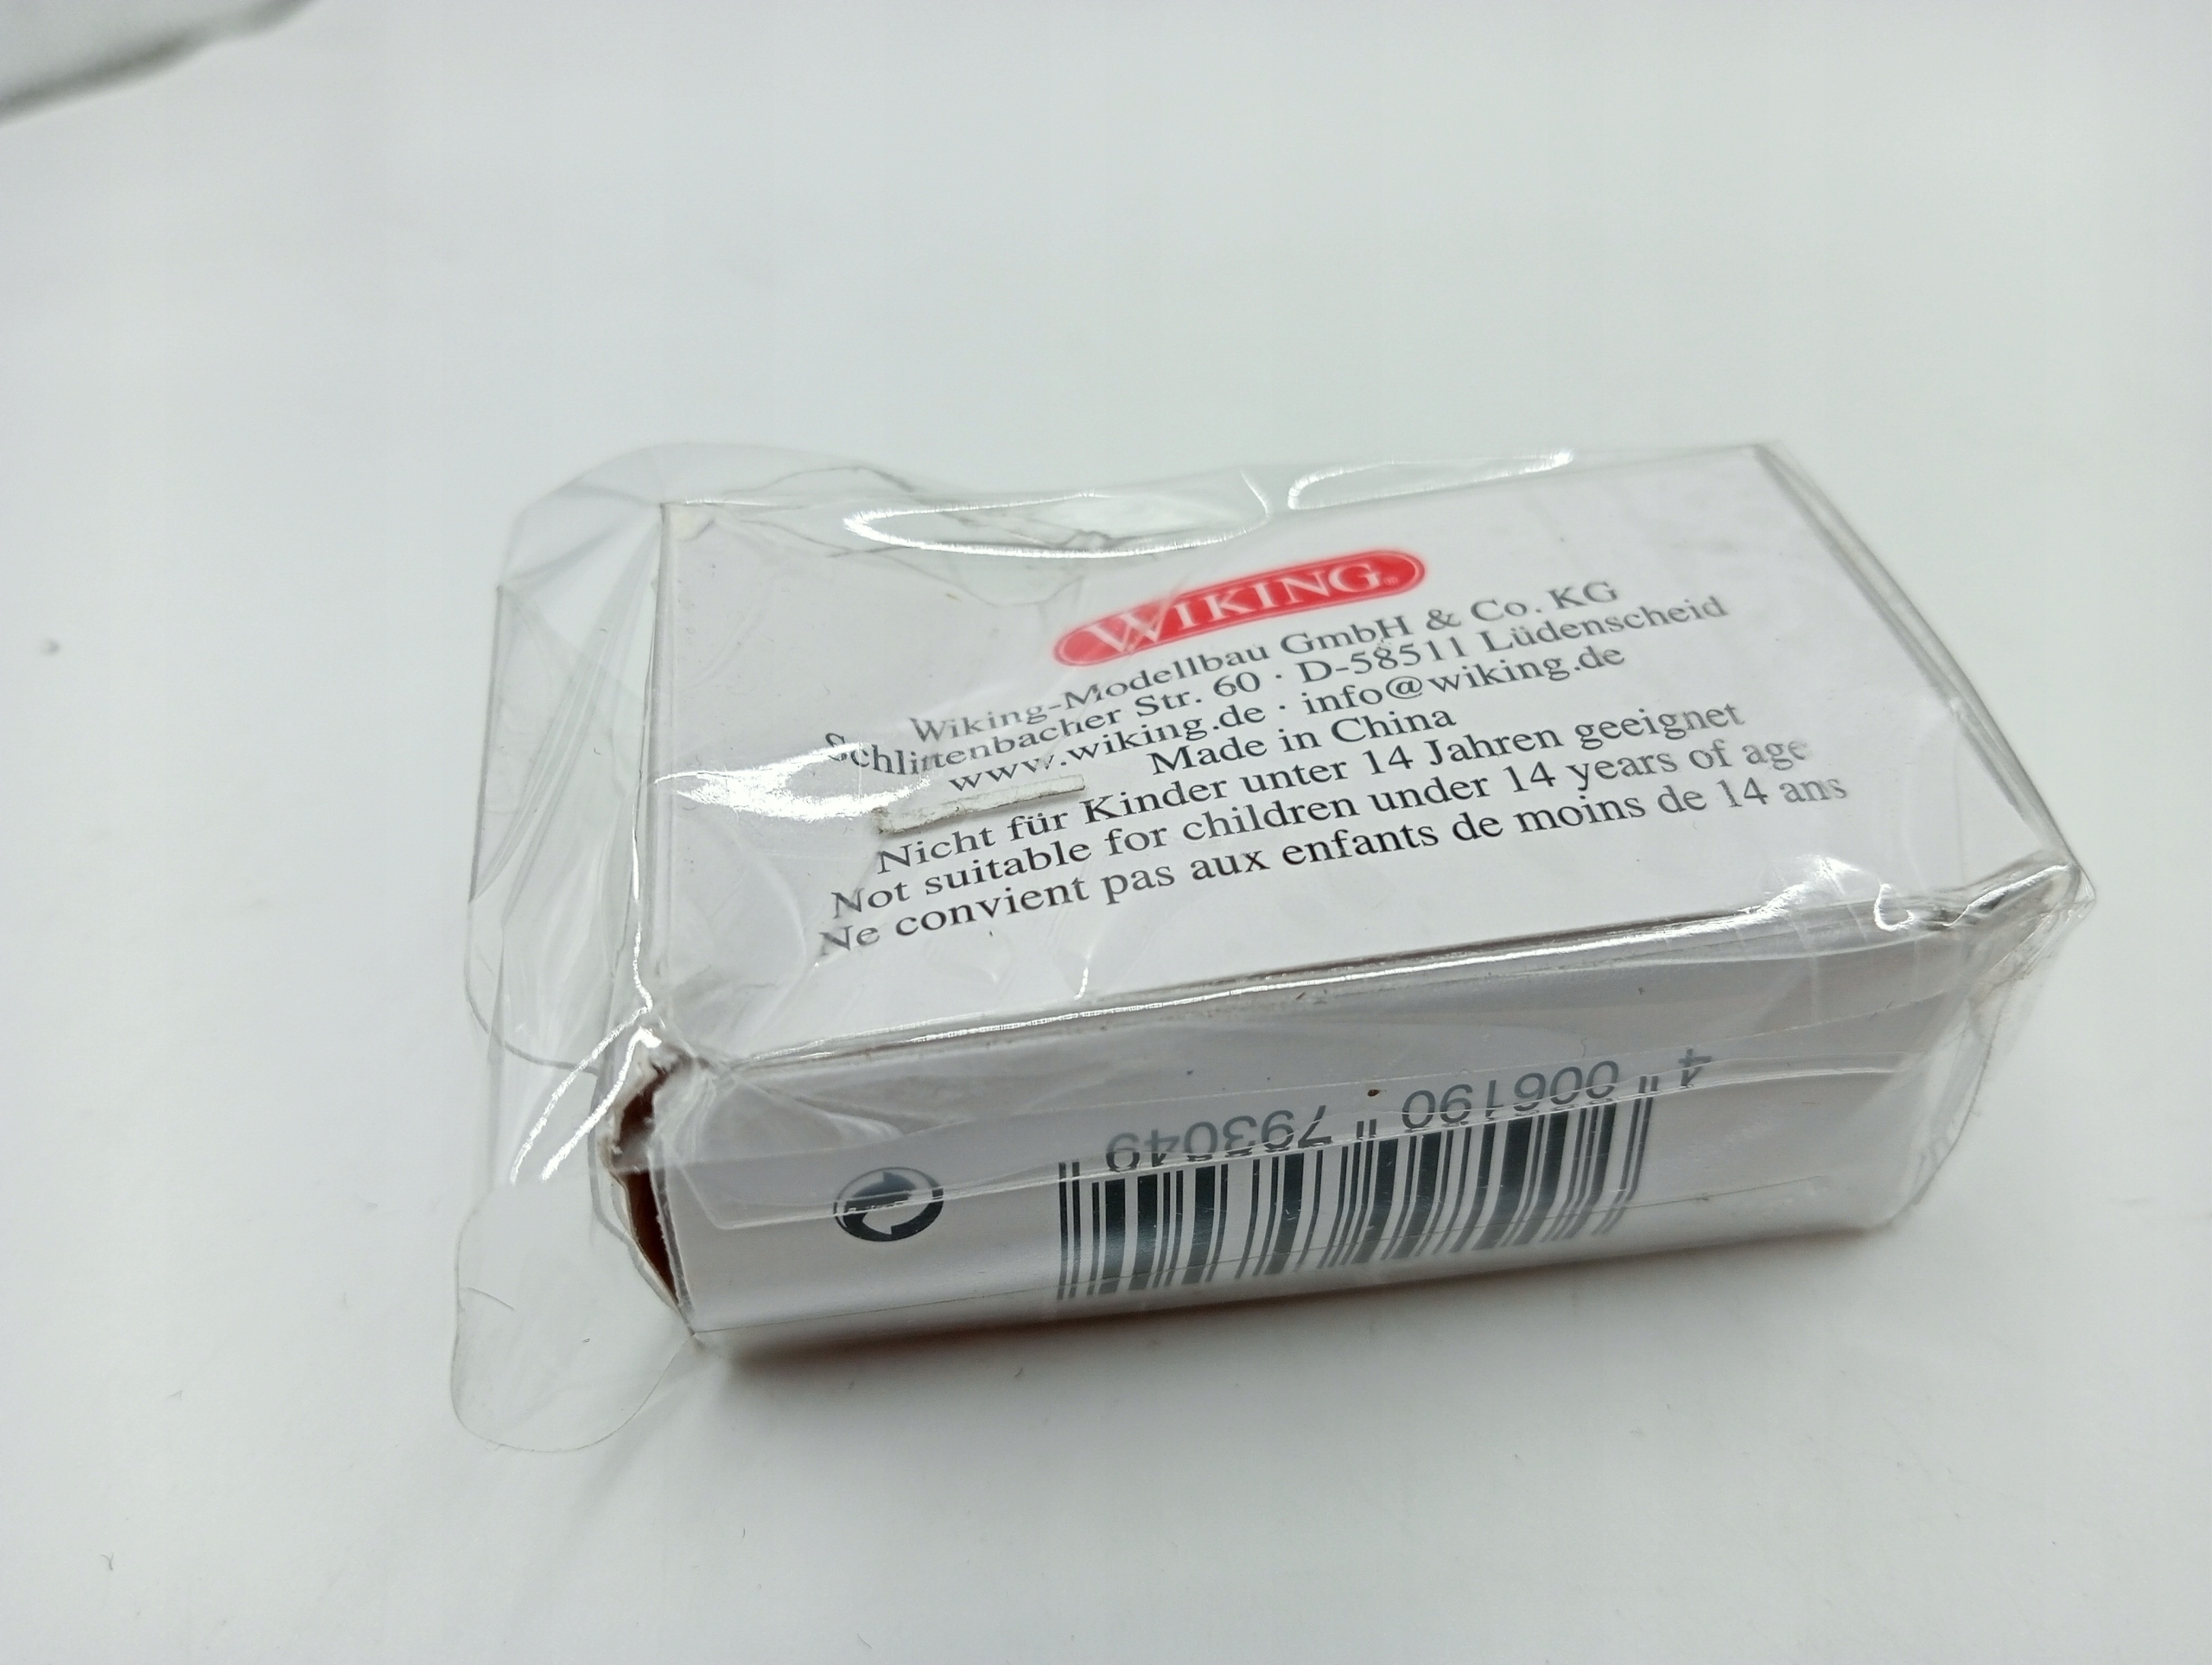 WIKING®
Wiking-Modellbau GmbH & Co. KG
Schlittenbacher Str. 60 · D-58511 Lüdenscheid
www.wiking.de · info@wiking.de
Made in China
Nicht für Kinder unter 14 Jahren geeignet
Not suitable for children under 14 years of age
Ne convient pas aux enfants de moins de 14 ans
4 006190 793049